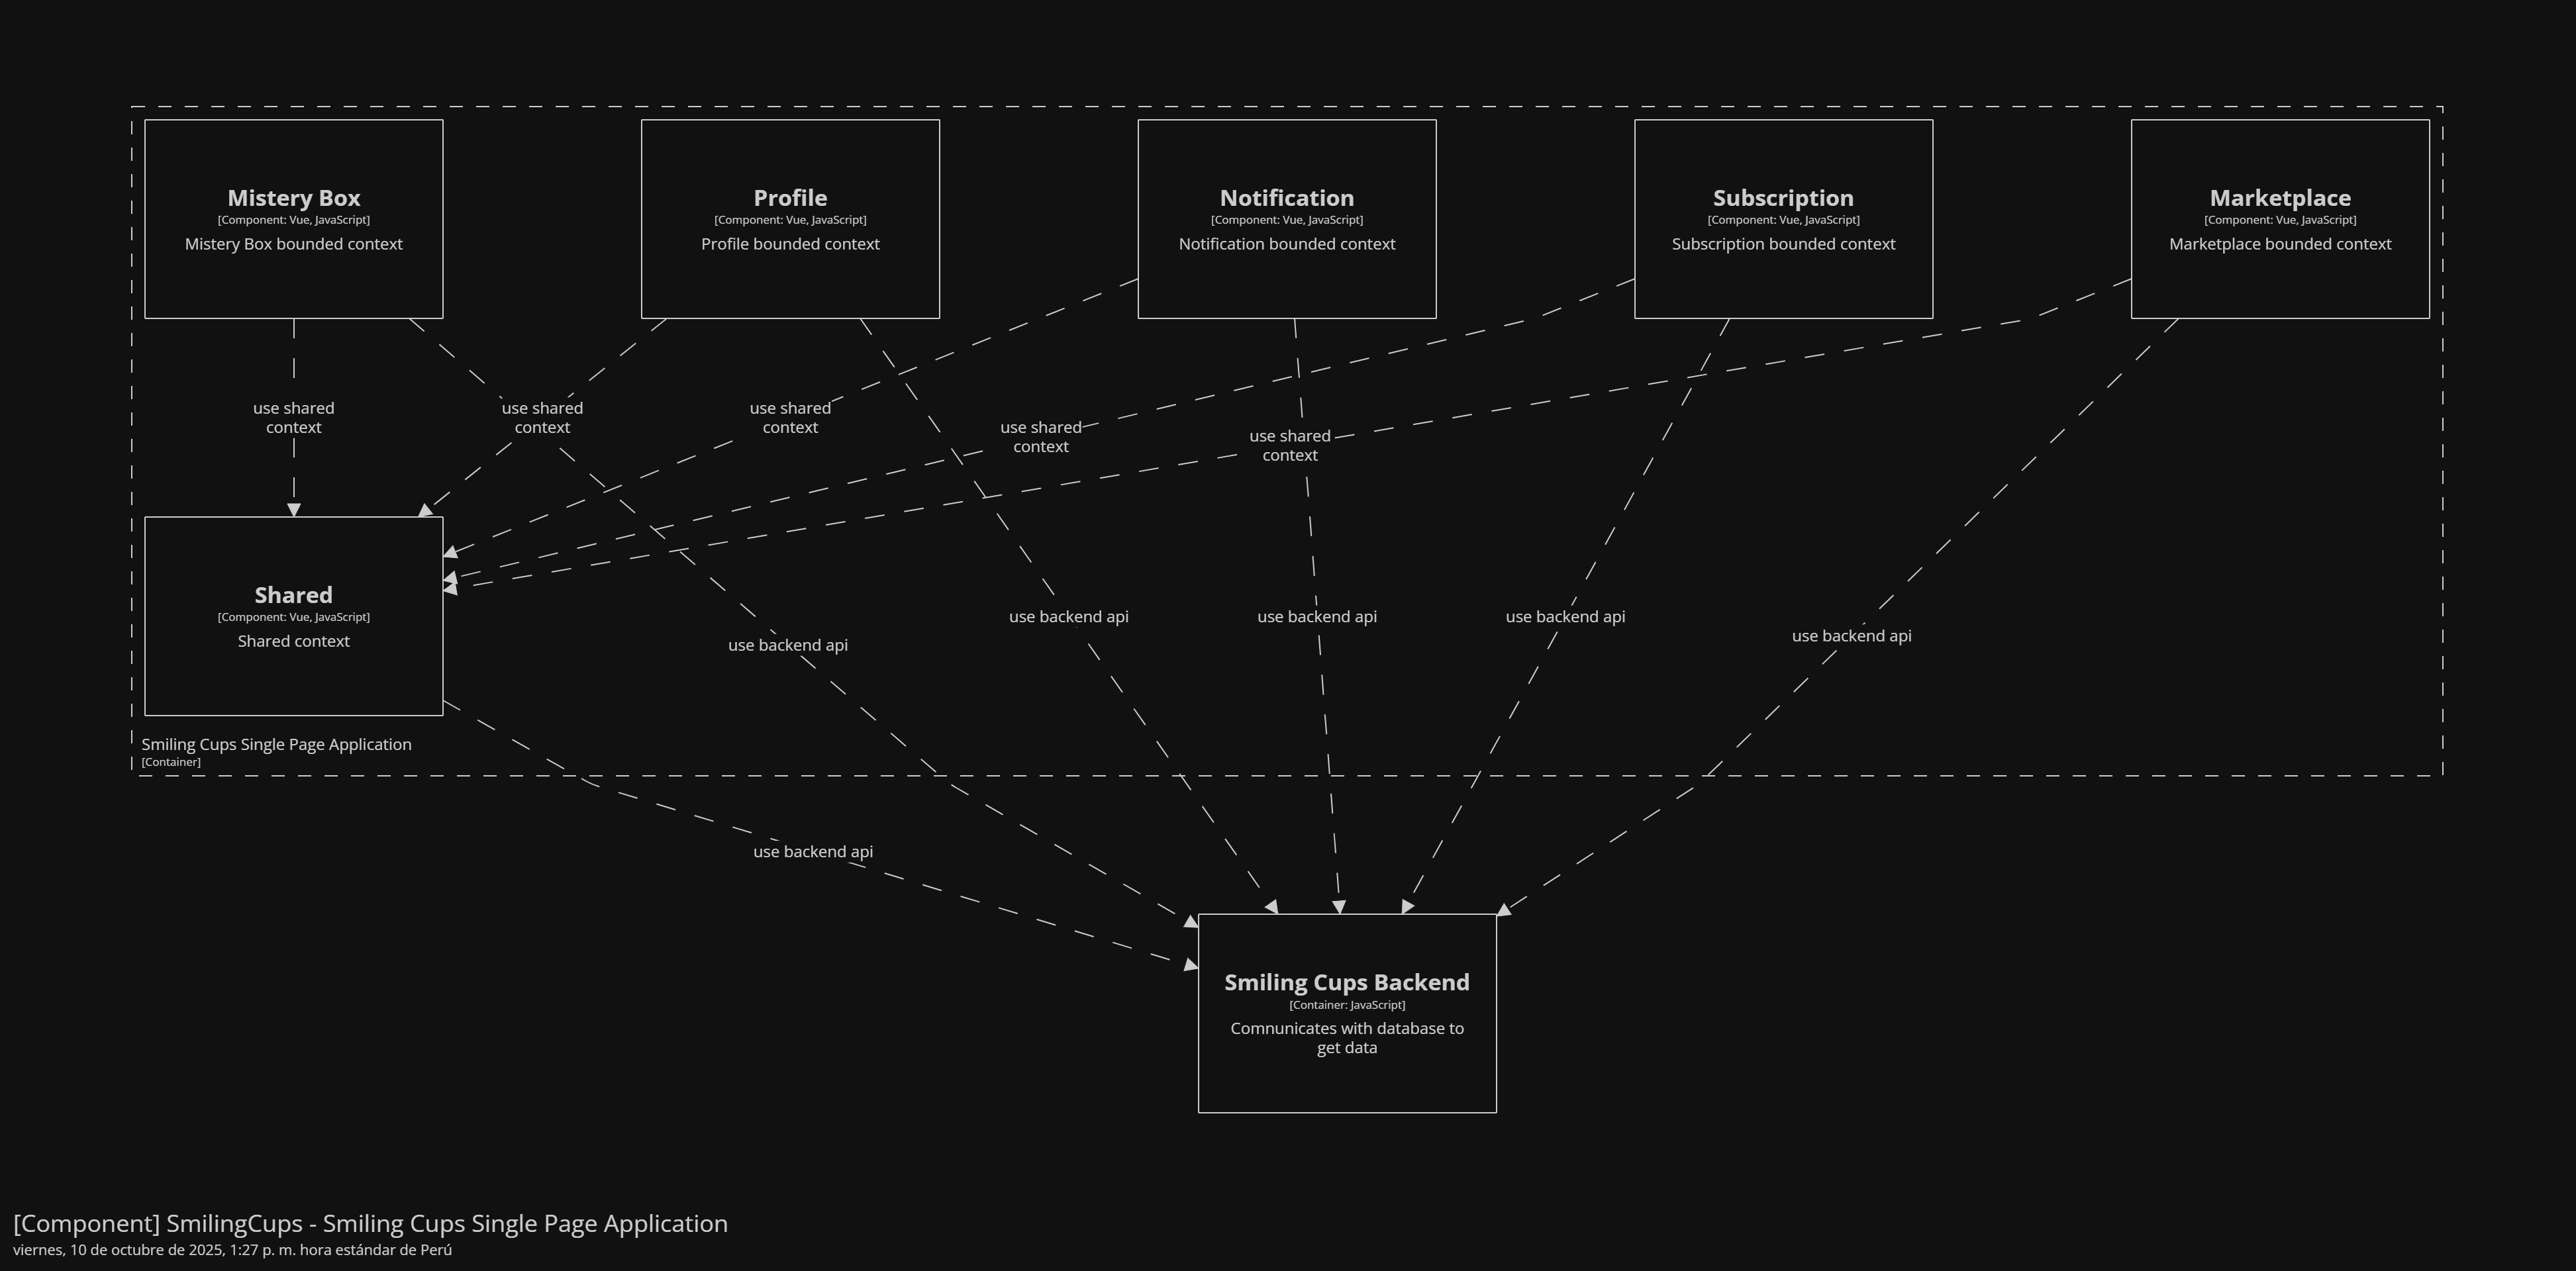 Mistery Box
[Component: Vue, JavaScript]
Mistery Box bounded context
Profile
[Component: Vue, JavaScript]
Profile bounded context
Notification
[Component: Vue, JavaScript]
Notification bounded context
Subscription
[Component: Vue, JavaScript]
Subscription bounded context
Marketplace
[Component: Vue, JavaScript]
Marketplace bounded context
use shared
context
use shared
context
use shared
context
use shared
context
use shared
context
Shared
[Component: Vue, JavaScript]
Shared context
use backend api
use backend api
use backend api
use backend api
use backend api
Smiling Cups Single Page Application
[Container]
use backend api
Smiling Cups Backend
[Container: JavaScript]
Comnunicates with database to
get data
[Component] SmilingCups - Smiling Cups Single Page Application
viernes, 10 de octubre de 2025, 1:27 p. m. hora estándar de Perú